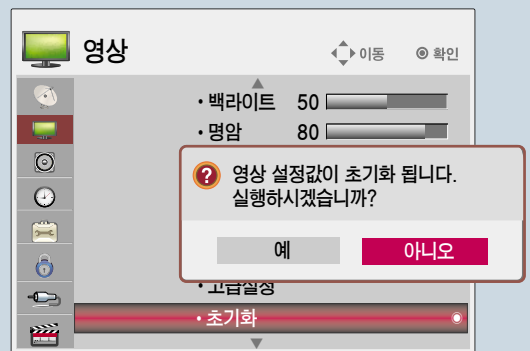 영상 이동 확인
• 백라이트 50
• 명암 80
? 영상 설정값이 초기화 됩니다.
실행하시겠습니까?
예 아니오
• 고급설정
• 초기화